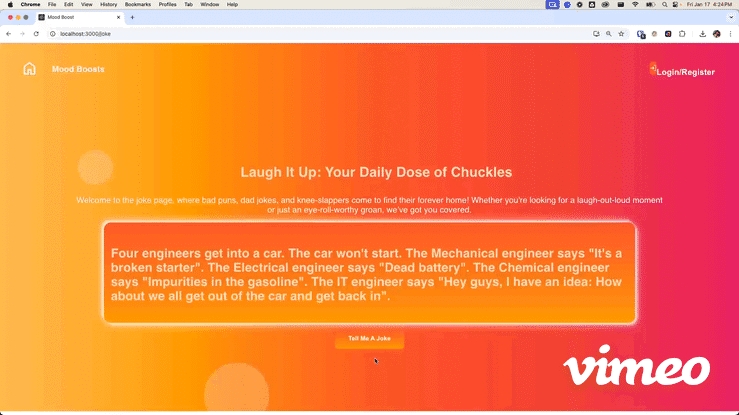 Chrome File Edit View History Bookmarks Profiles Tab Window Help
Fri Jan 17 4:24PM
Mood Boost
localhost:3000/joke
Mood Boosts
Login/Register
Laugh It Up: Your Daily Dose of Chuckles
Welcome to the joke page, where bad puns, dad jokes, and knee-slappers come to find their forever home! Whether you're looking for a laugh-out-loud moment
or just an eye-roll-worthy groan, we've got you covered.
Four engineers get into a car. The car won't start. The Mechanical engineer says "It's a
broken starter". The Electrical engineer says "Dead battery". The Chemical engineer
says "Impurities in the gasoline". The IT engineer says "Hey guys, I have an idea: How
about we all get out of the car and get back in".
Tell Me A Joke
vimeo